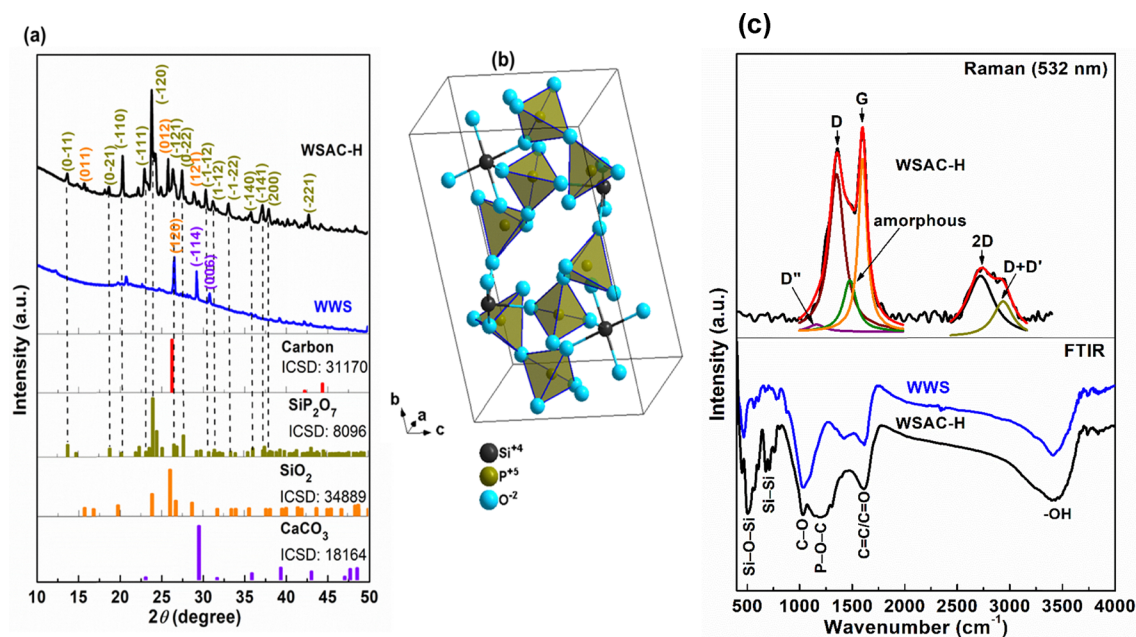 (a)
(0-11)
(011)
(0-21)
(-110)
(-111)
(-120)
(012)
(-121)
(0-22)
(121)
(-1-12)
(1-12)
(-1-22)
(-140)
(-141)
(200)
(-221)
WSAC-H
(120)
(-114)
(006)
WWS
Carbon
ICSD: 31170
SiP2O7
ICSD: 8096
SiO2
ICSD: 34889
CaCO3
ICSD: 18164
Intensity (a.u.)
10 15 20 25 30 35 40 45 50
2θ (degree)
(b)
b
a
c
Si+4
P+5
O-2
(c)
Raman (532 nm)
D
G
WSAC-H
amorphous
D"
2D
D+D'
FTIR
WWS
WSAC-H
Si–O–Si
Si–Si
C–O
P–O–C
C=C/C=O
-OH
Intensity (a.u.)
500 1000 1500 2000 2500 3000 3500 4000
Wavenumber (cm-1)